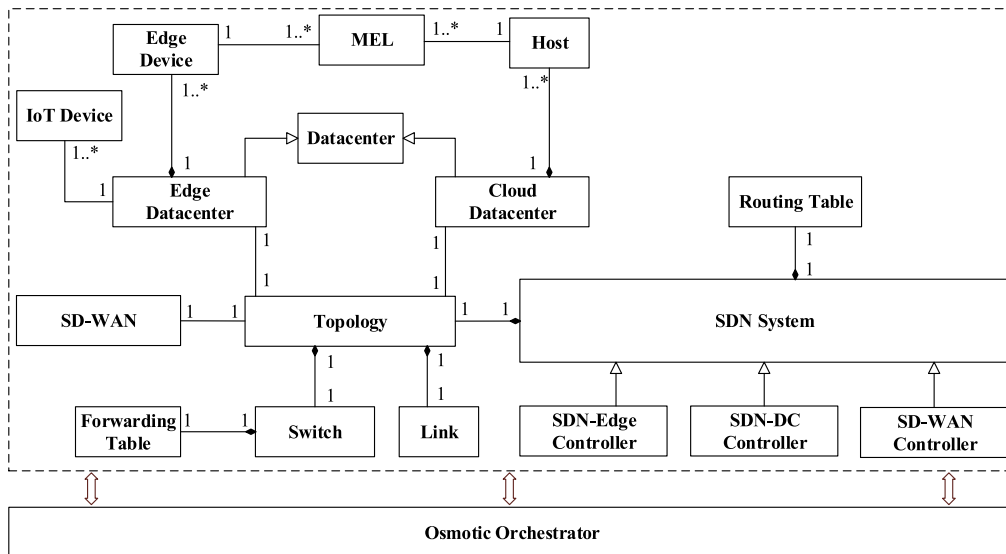 Edge
Device
1
1..*
MEL
1..*
1
Host
1..*
1..*
IoT Device
1..*
Datacenter
1
1
1
Edge
Datacenter
Cloud
Datacenter
Routing Table
1
1
1
1
1
1
SD-WAN
1
1
Topology
1
1
SDN System
1
1
1
1
Forwarding
Table
1
1
Switch
Link
SDN-Edge
Controller
SDN-DC
Controller
SD-WAN
Controller
Osmotic Orchestrator